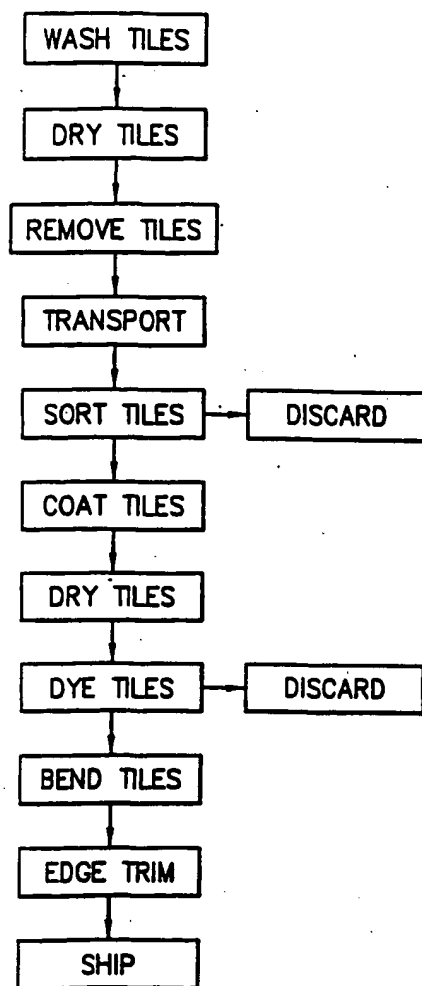 WASH TILES
DRY TILES
REMOVE TILES
TRANSPORT
SORT TILES
DISCARD
COAT TILES
DRY TILES
DYE TILES
DISCARD
BEND TILES
EDGE TRIM
SHIP